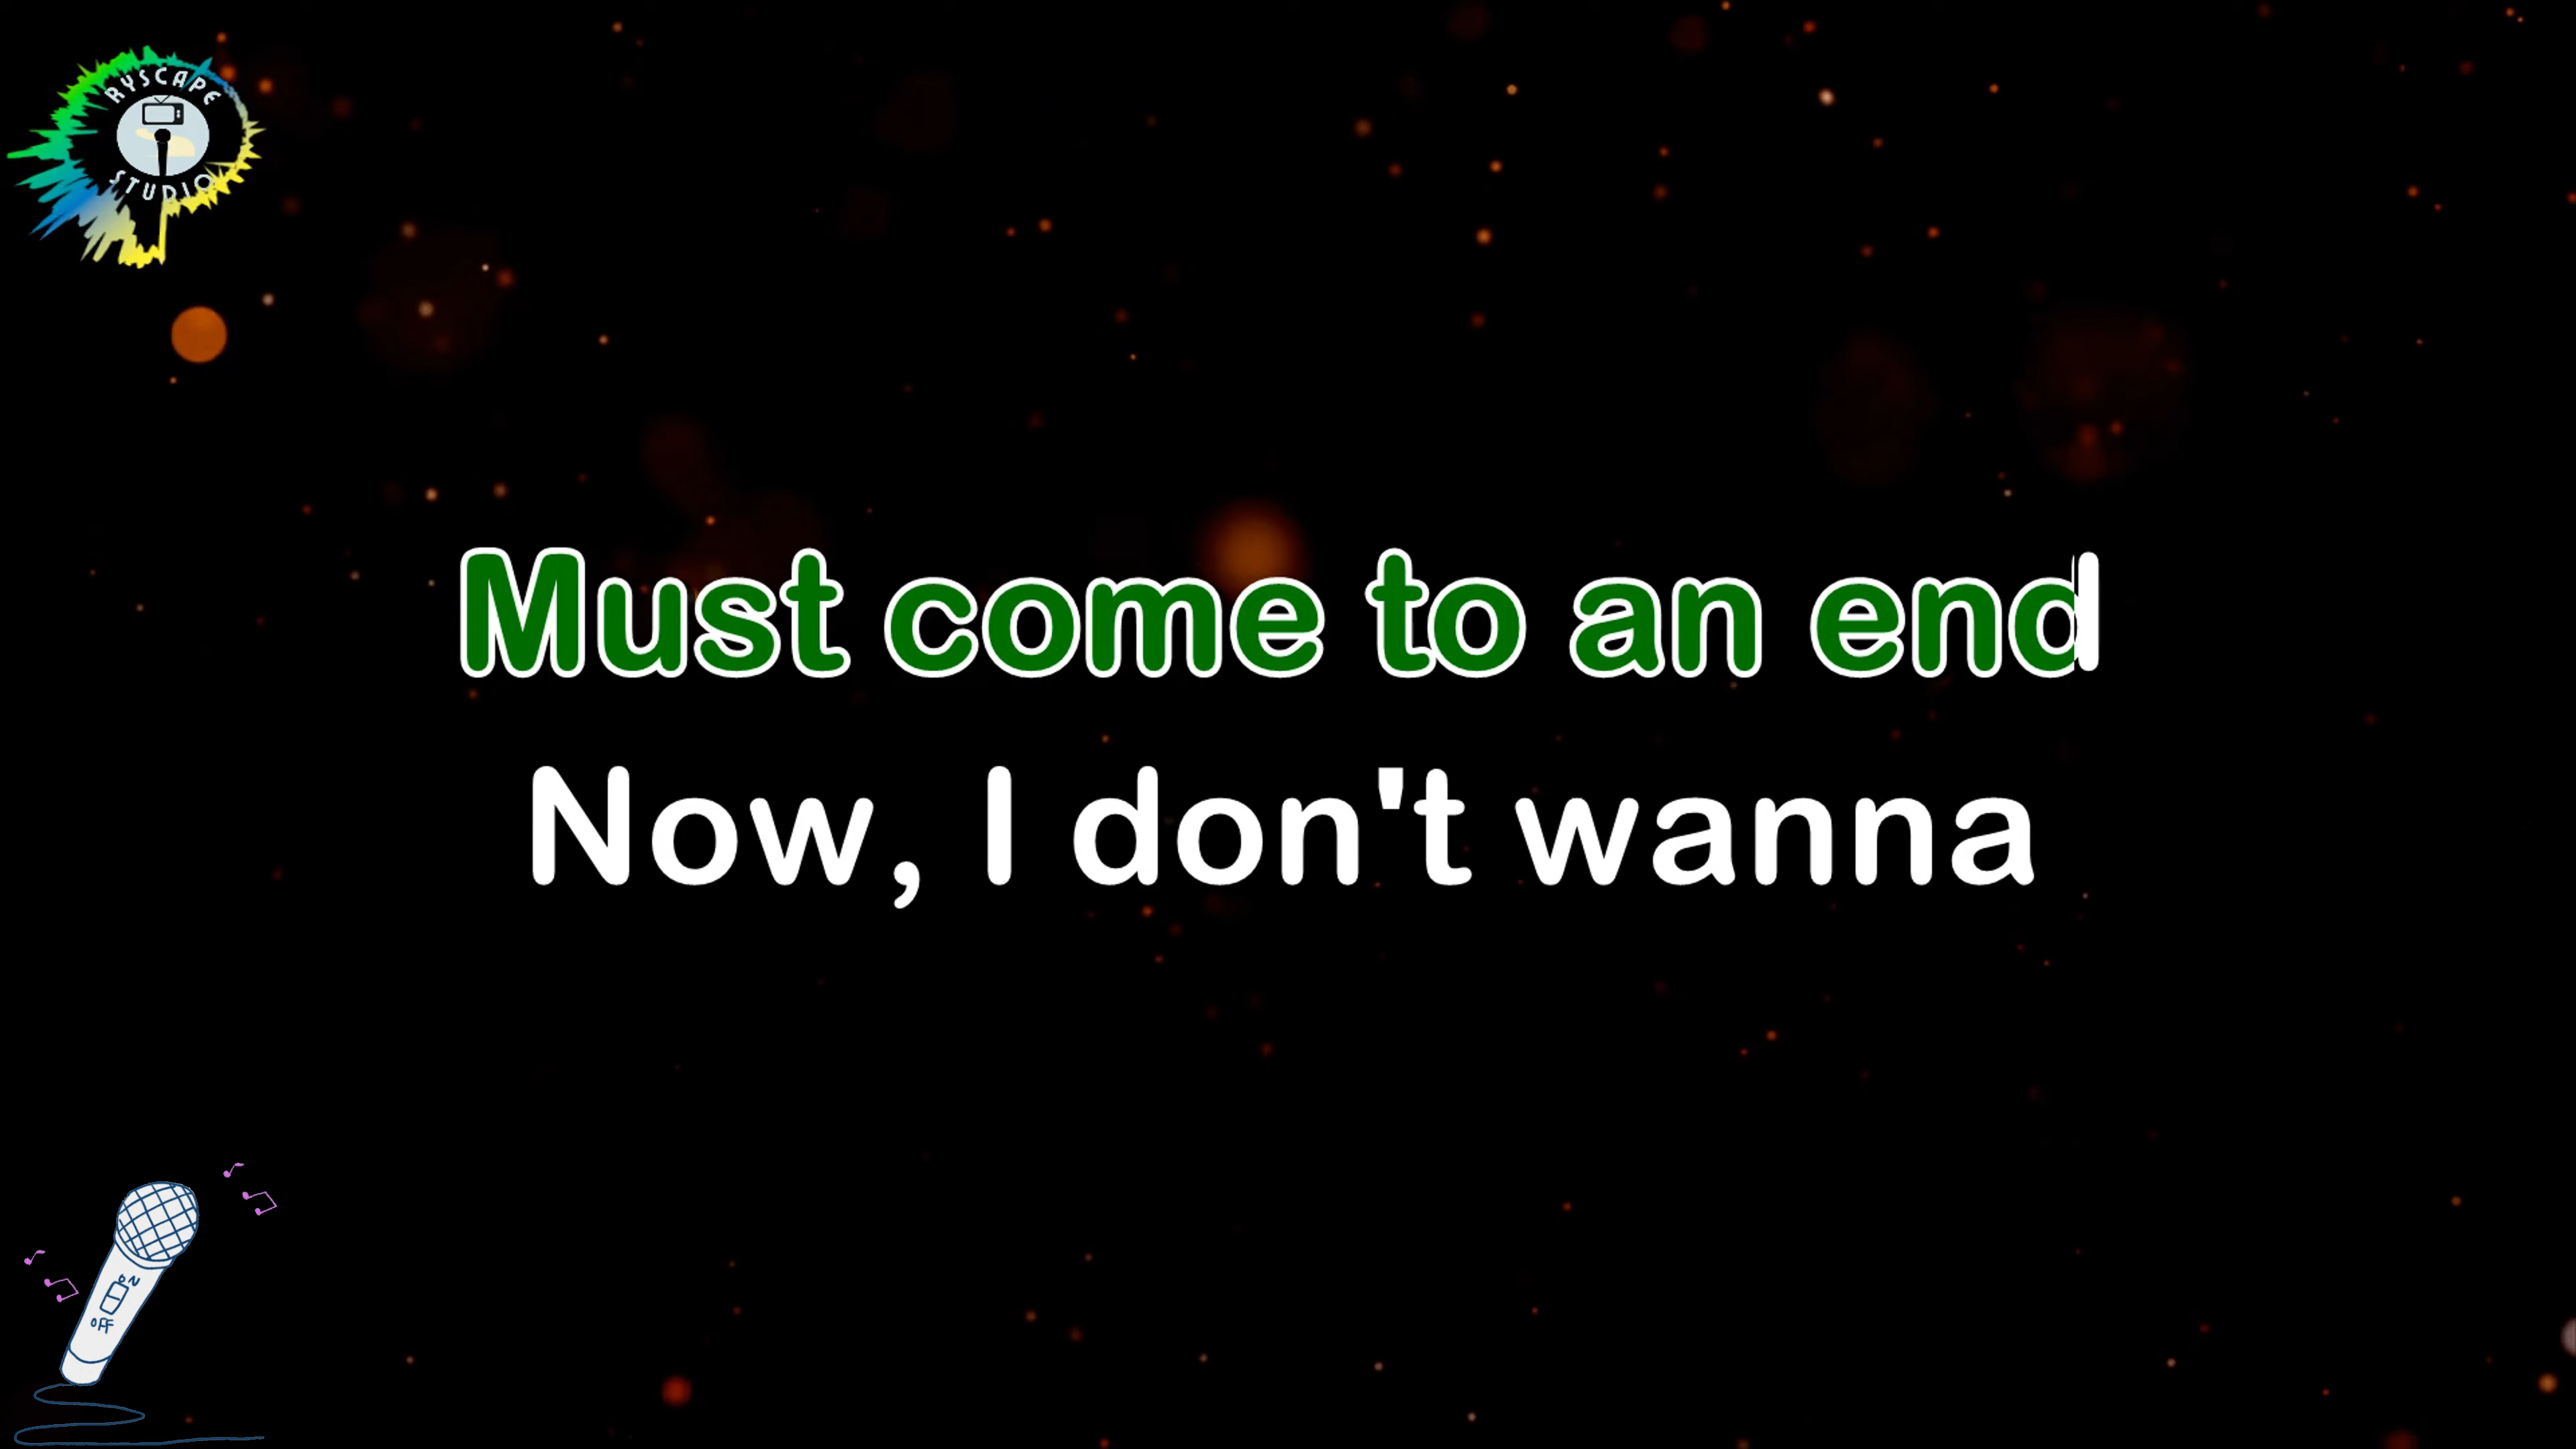 RYSCAPE
STUDIO
Must come to an end
Now, I don't wanna
ON
OFF